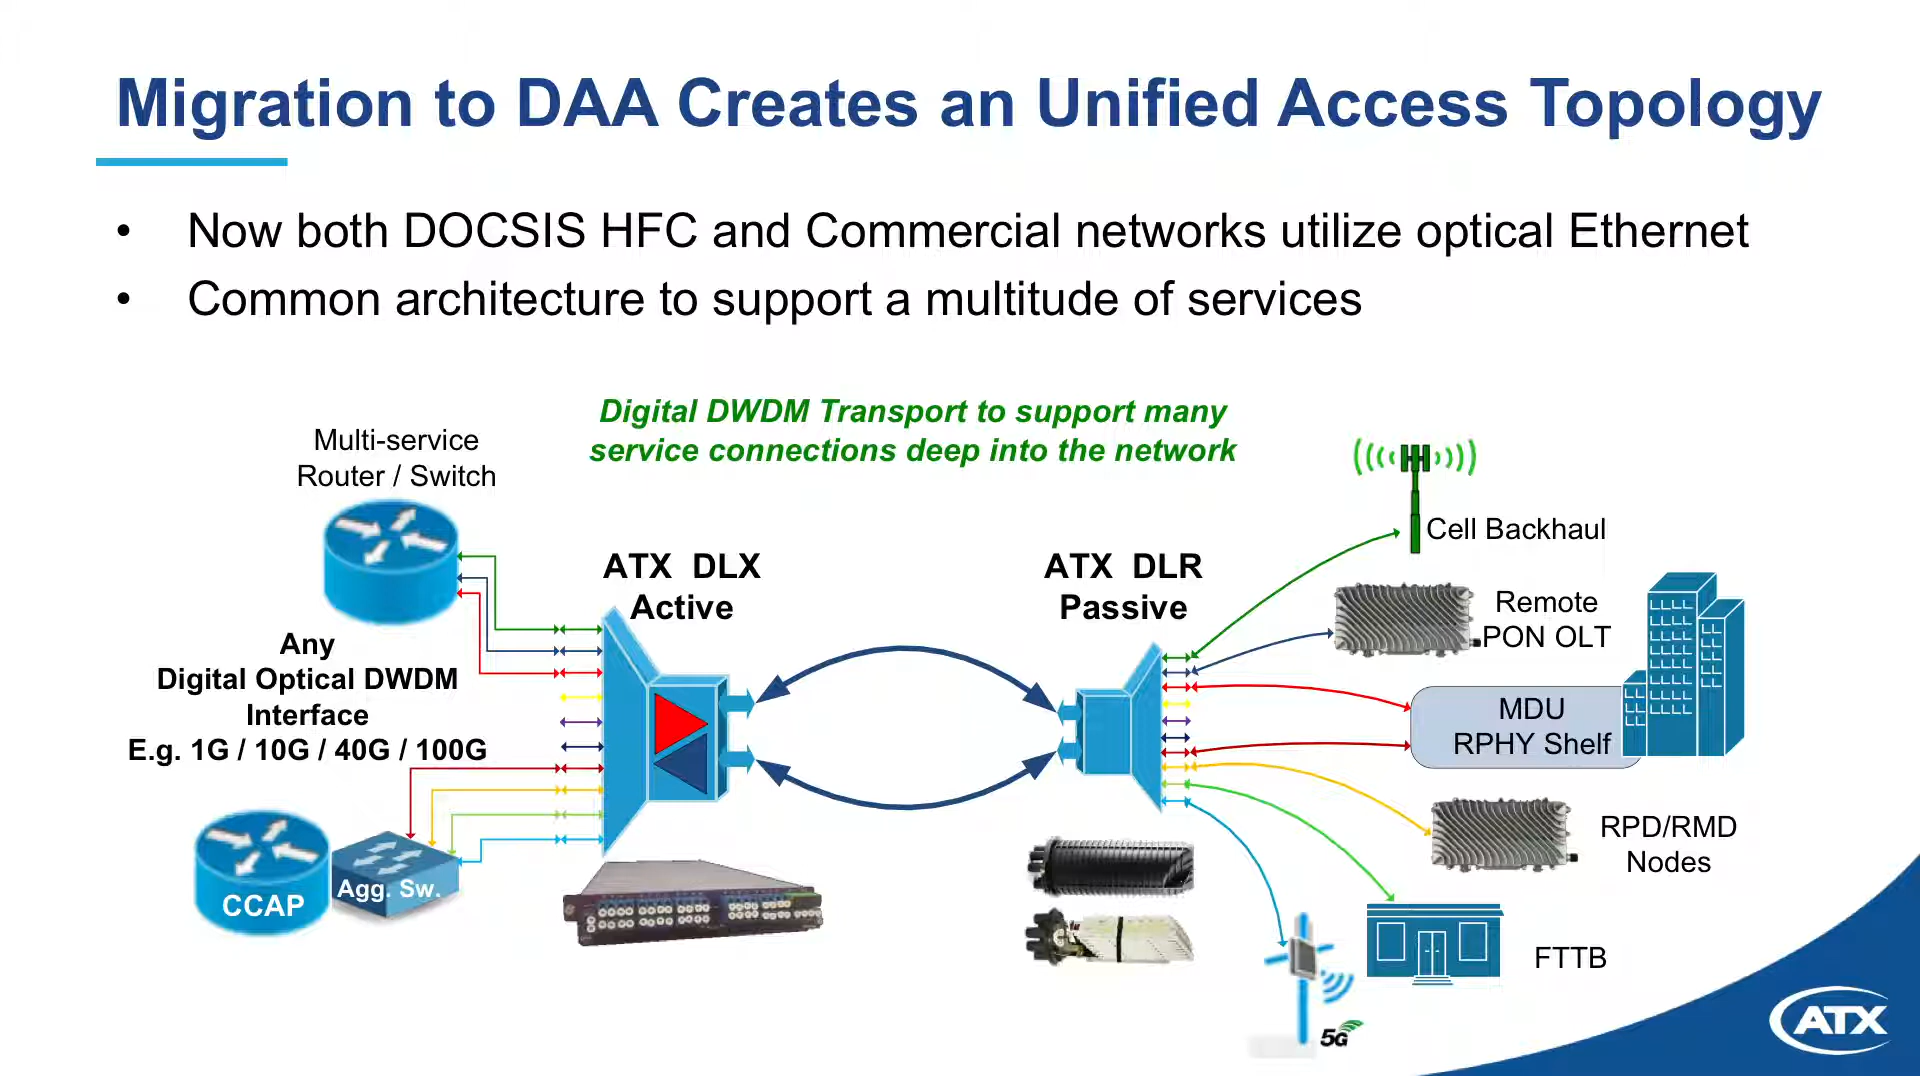 Migration to DAA Creates an Unified Access Topology
• Now both DOCSIS HFC and Commercial networks utilize optical Ethernet
• Common architecture to support a multitude of services
Digital DWDM Transport to support many
service connections deep into the network
Multi-service
Router / Switch
Any
Digital Optical DWDM
Interface
E.g. 1G / 10G / 40G / 100G
CCAP
Agg. Sw.
ATX DLX
Active
ATX DLR
Passive
Cell Backhaul
Remote
PON OLT
MDU
RPHY Shelf
RPD/RMD
Nodes
FTTB
5G
ATX